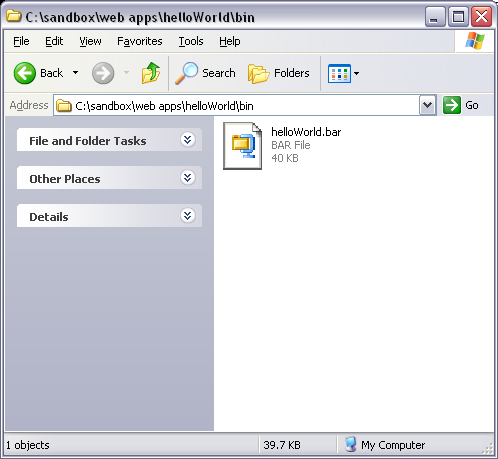 C:\sandbox\web apps\helloWorld\bin
File Edit View Favorites Tools Help
Back Search Folders
Address C:\sandbox\web apps\helloWorld\bin Go
File and Folder Tasks
Other Places
Details
helloWorld.bar
BAR File
40 KB
1 objects 39.7 KB My Computer